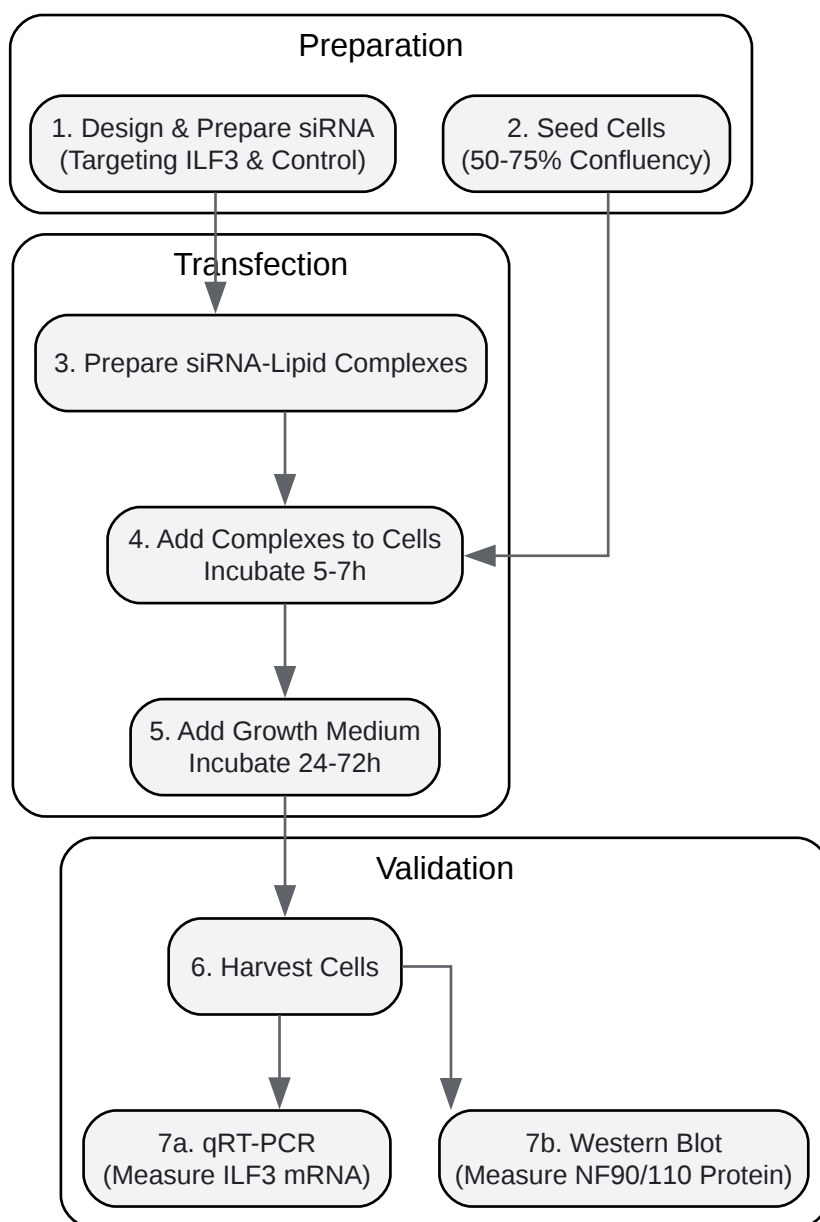 Preparation
1. Design & Prepare siRNA
(Targeting ILF3 & Control)
2. Seed Cells
(50-75% Confluency)
Transfection
3. Prepare siRNA-Lipid Complexes
4. Add Complexes to Cells
Incubate 5-7h
5. Add Growth Medium
Incubate 24-72h
Validation
6. Harvest Cells
7a. qRT-PCR
(Measure ILF3 mRNA)
7b. Western Blot
(Measure NF90/110 Protein)